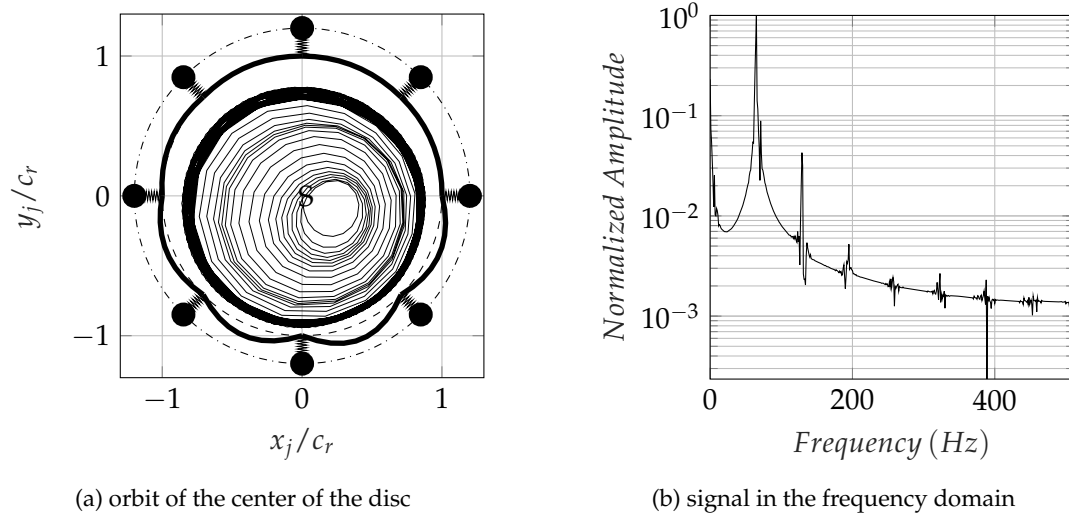 1
0
−1
y_j/c_r
−1
0
1
x_j/c_r
S
(a) orbit of the center of the disc
10^0
10^−1
10^−2
10^−3
Normalized Amplitude
0
200
400
Frequency (Hz)
(b) signal in the frequency domain